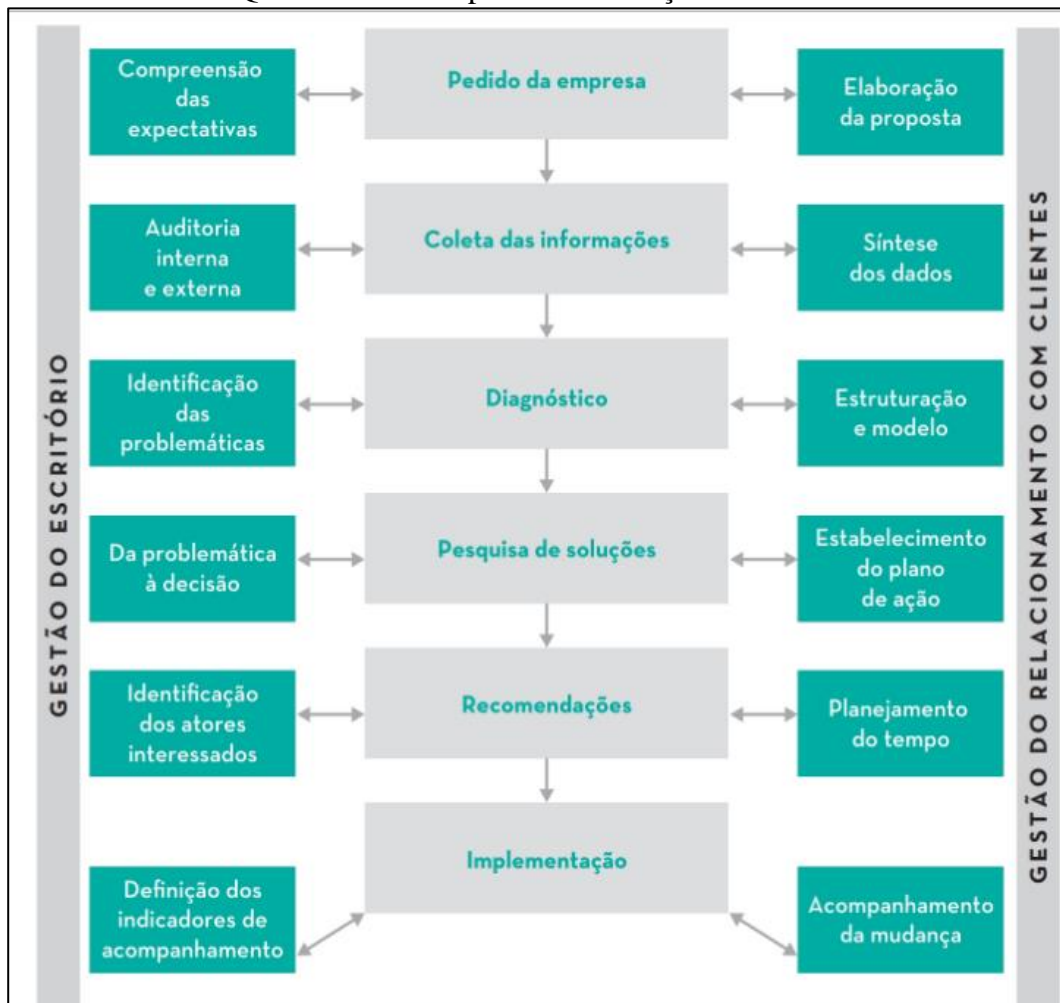 GESTÃO DO ESCRITÓRIO
Compreensão
das
expectativas
Pedido da empresa
Elaboração
da proposta
Auditoria
interna
e externa
Coleta das informações
Síntese
dos dados
Identificação
das
problemáticas
Diagnóstico
Estruturação
e modelo
Da problemática
à decisão
Pesquisa de soluções
Estabelecimento
do plano
de ação
Identificação
dos atores
interessados
Recomendações
Planejamento
do tempo
Definição dos
indicadores de
acompanhamento
Implementação
Acompanhamento
da mudança
GESTÃO DO RELACIONAMENTO COM CLIENTES